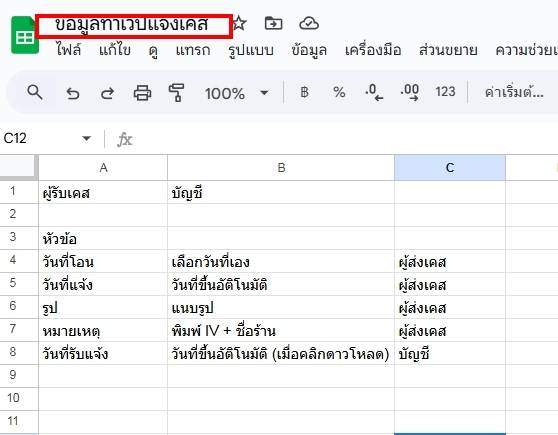 ข้อมูลทำเว็บแจ้งเคส
ไฟล์ แก้ไข ดู แทรก รูปแบบ ข้อมูล เครื่องมือ ส่วนขยาย ความช่วยเ
100% ฿ % .0 .00 123 ค่าเริ่มต้...
C12 fx
A B C
1 ผู้รับเคส บัญชี
2
3 หัวข้อ
4 วันที่โอน เลือกวันที่เอง ผู้ส่งเคส
5 วันที่แจ้ง วันที่ขึ้นอัติโนมัติ ผู้ส่งเคส
6 รูป แนบรูป ผู้ส่งเคส
7 หมายเหตุ พิมพ์ IV + ชื่อร้าน ผู้ส่งเคส
8 วันที่รับแจ้ง วันที่ขึ้นอัติโนมัติ (เมื่อคลิกดาวโหลด) บัญชี
9
10
11